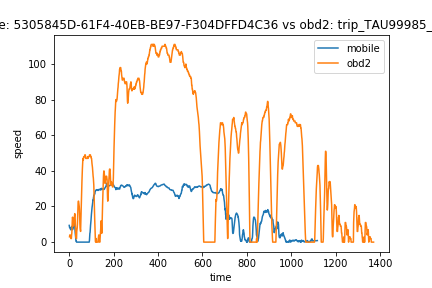 e: 5305845D-61F4-40EB-BE97-F304DFFD4C36 vs obd2: trip_TAU99985_
mobile
obd2
speed
100
80
60
40
20
0
0 200 400 600 800 1000 1200 1400
time